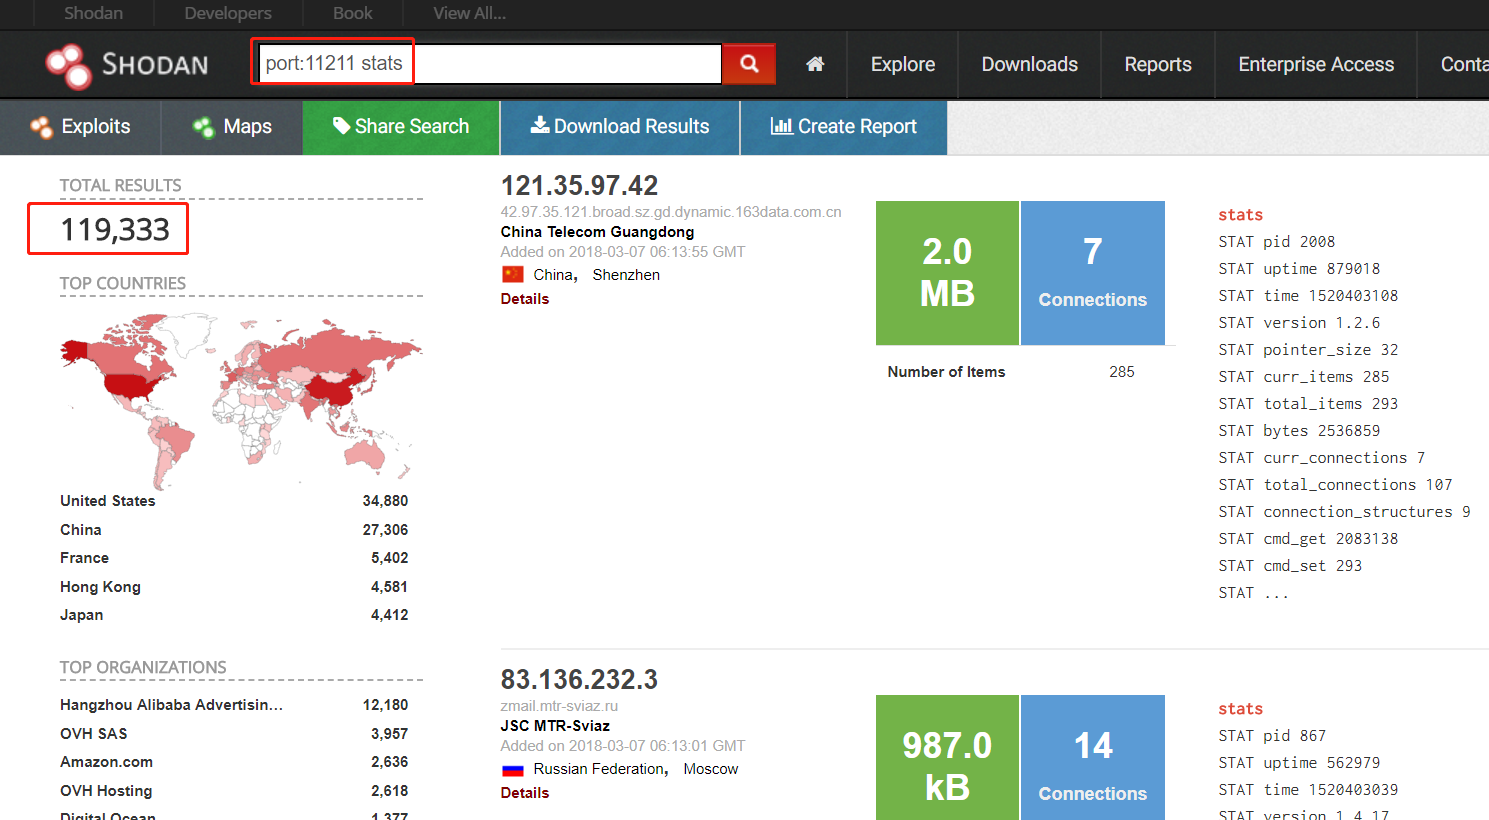 Shodan Developers Book View All...
SHODAN port:11211 stats Explore Downloads Reports Enterprise Access Conta
Exploits Maps Share Search Download Results Create Report
TOTAL RESULTS
119,333
TOP COUNTRIES
United States 34,880
China 27,306
France 5,402
Hong Kong 4,581
Japan 4,412
TOP ORGANIZATIONS
Hangzhou Alibaba Advertisin... 12,180
OVH SAS 3,957
Amazon.com 2,636
OVH Hosting 2,618
Digital Ocean 1,377
121.35.97.42
42.97.35.121.broad.sz.gd.dynamic.163data.com.cn
China Telecom Guangdong
Added on 2018-03-07 06:13:55 GMT
China, Shenzhen
Details
2.0
MB
7
Connections
Number of Items 285
stats
STAT pid 2008
STAT uptime 879018
STAT time 1520403108
STAT version 1.2.6
STAT pointer_size 32
STAT curr_items 285
STAT total_items 293
STAT bytes 2536859
STAT curr_connections 7
STAT total_connections 107
STAT connection_structures 9
STAT cmd_get 2083138
STAT cmd_set 293
STAT ...
83.136.232.3
zmail.mtr-sviaz.ru
JSC MTR-Sviaz
Added on 2018-03-07 06:13:01 GMT
Russian Federation, Moscow
Details
987.0
kB
14
Connections
stats
STAT pid 867
STAT uptime 562979
STAT time 1520403039
STAT version 1.4.17